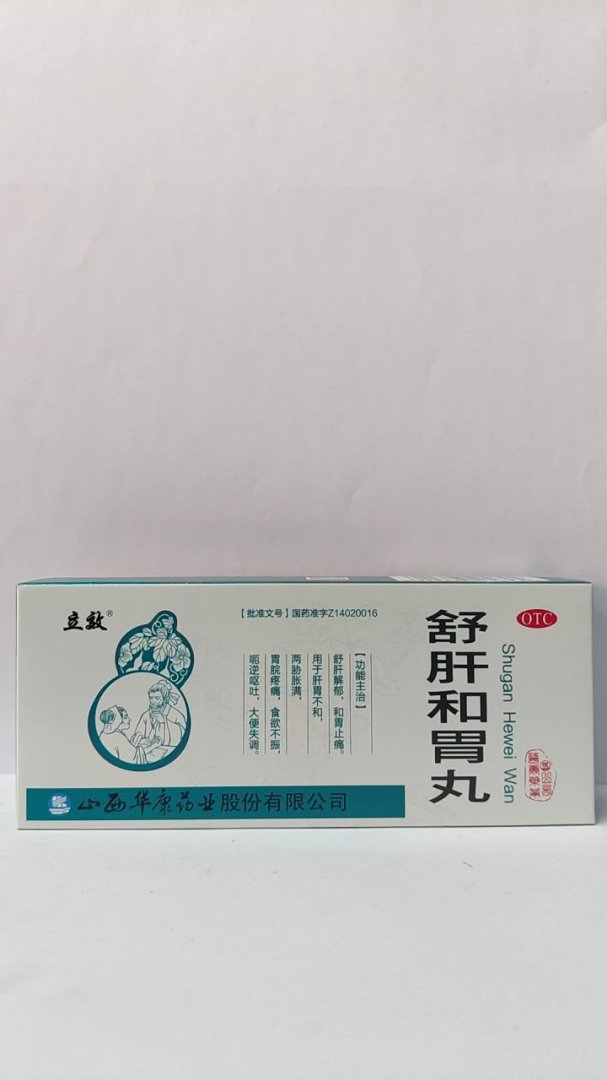 立效®
【批准文号】国药准字Z14020016
【功能主治】
舒肝解郁，和胃止痛。
用于肝胃不和，
两胁胀满，
胃脘疼痛，食欲不振，
呃逆呕吐，大便失调。
舒肝和胃丸
Shugan Hewei Wan
OTC
山西华康药业股份有限公司